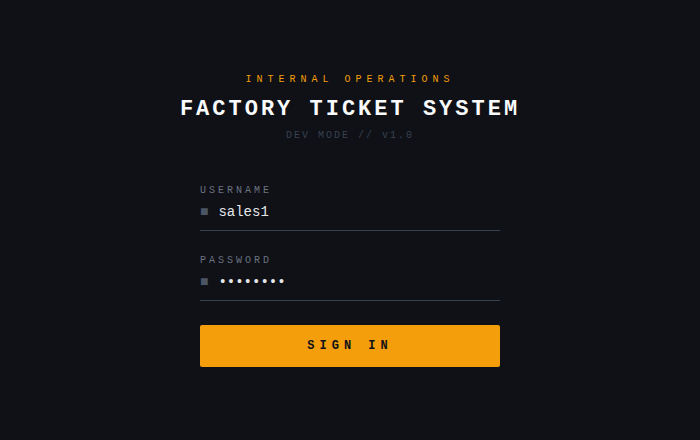 INTERNAL OPERATIONS
FACTORY TICKET SYSTEM
DEV MODE // v1.0
USERNAME
■ sales1
PASSWORD
■ ••••••••
SIGN IN